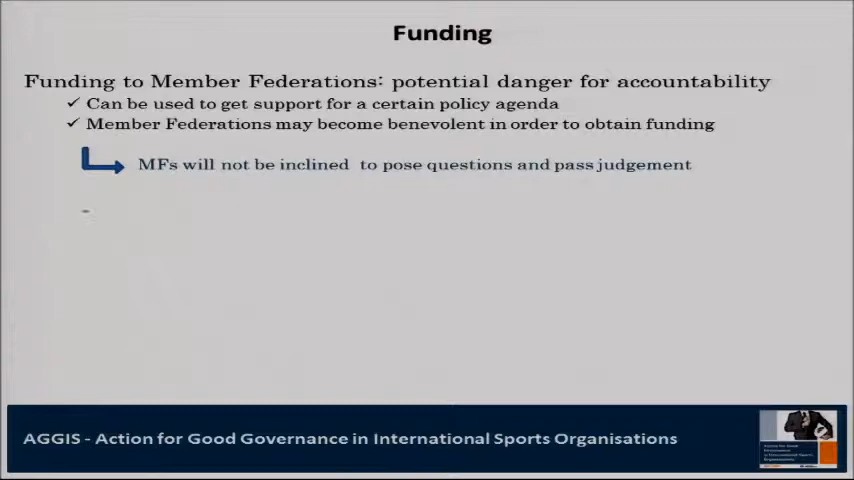 Funding
Funding to Member Federations: potential danger for accountability
✓ Can be used to get support for a certain policy agenda
✓ Member Federations may become benevolent in order to obtain funding
MFs will not be inclined to pose questions and pass judgement
AGGIS - Action for Good Governance in International Sports Organisations